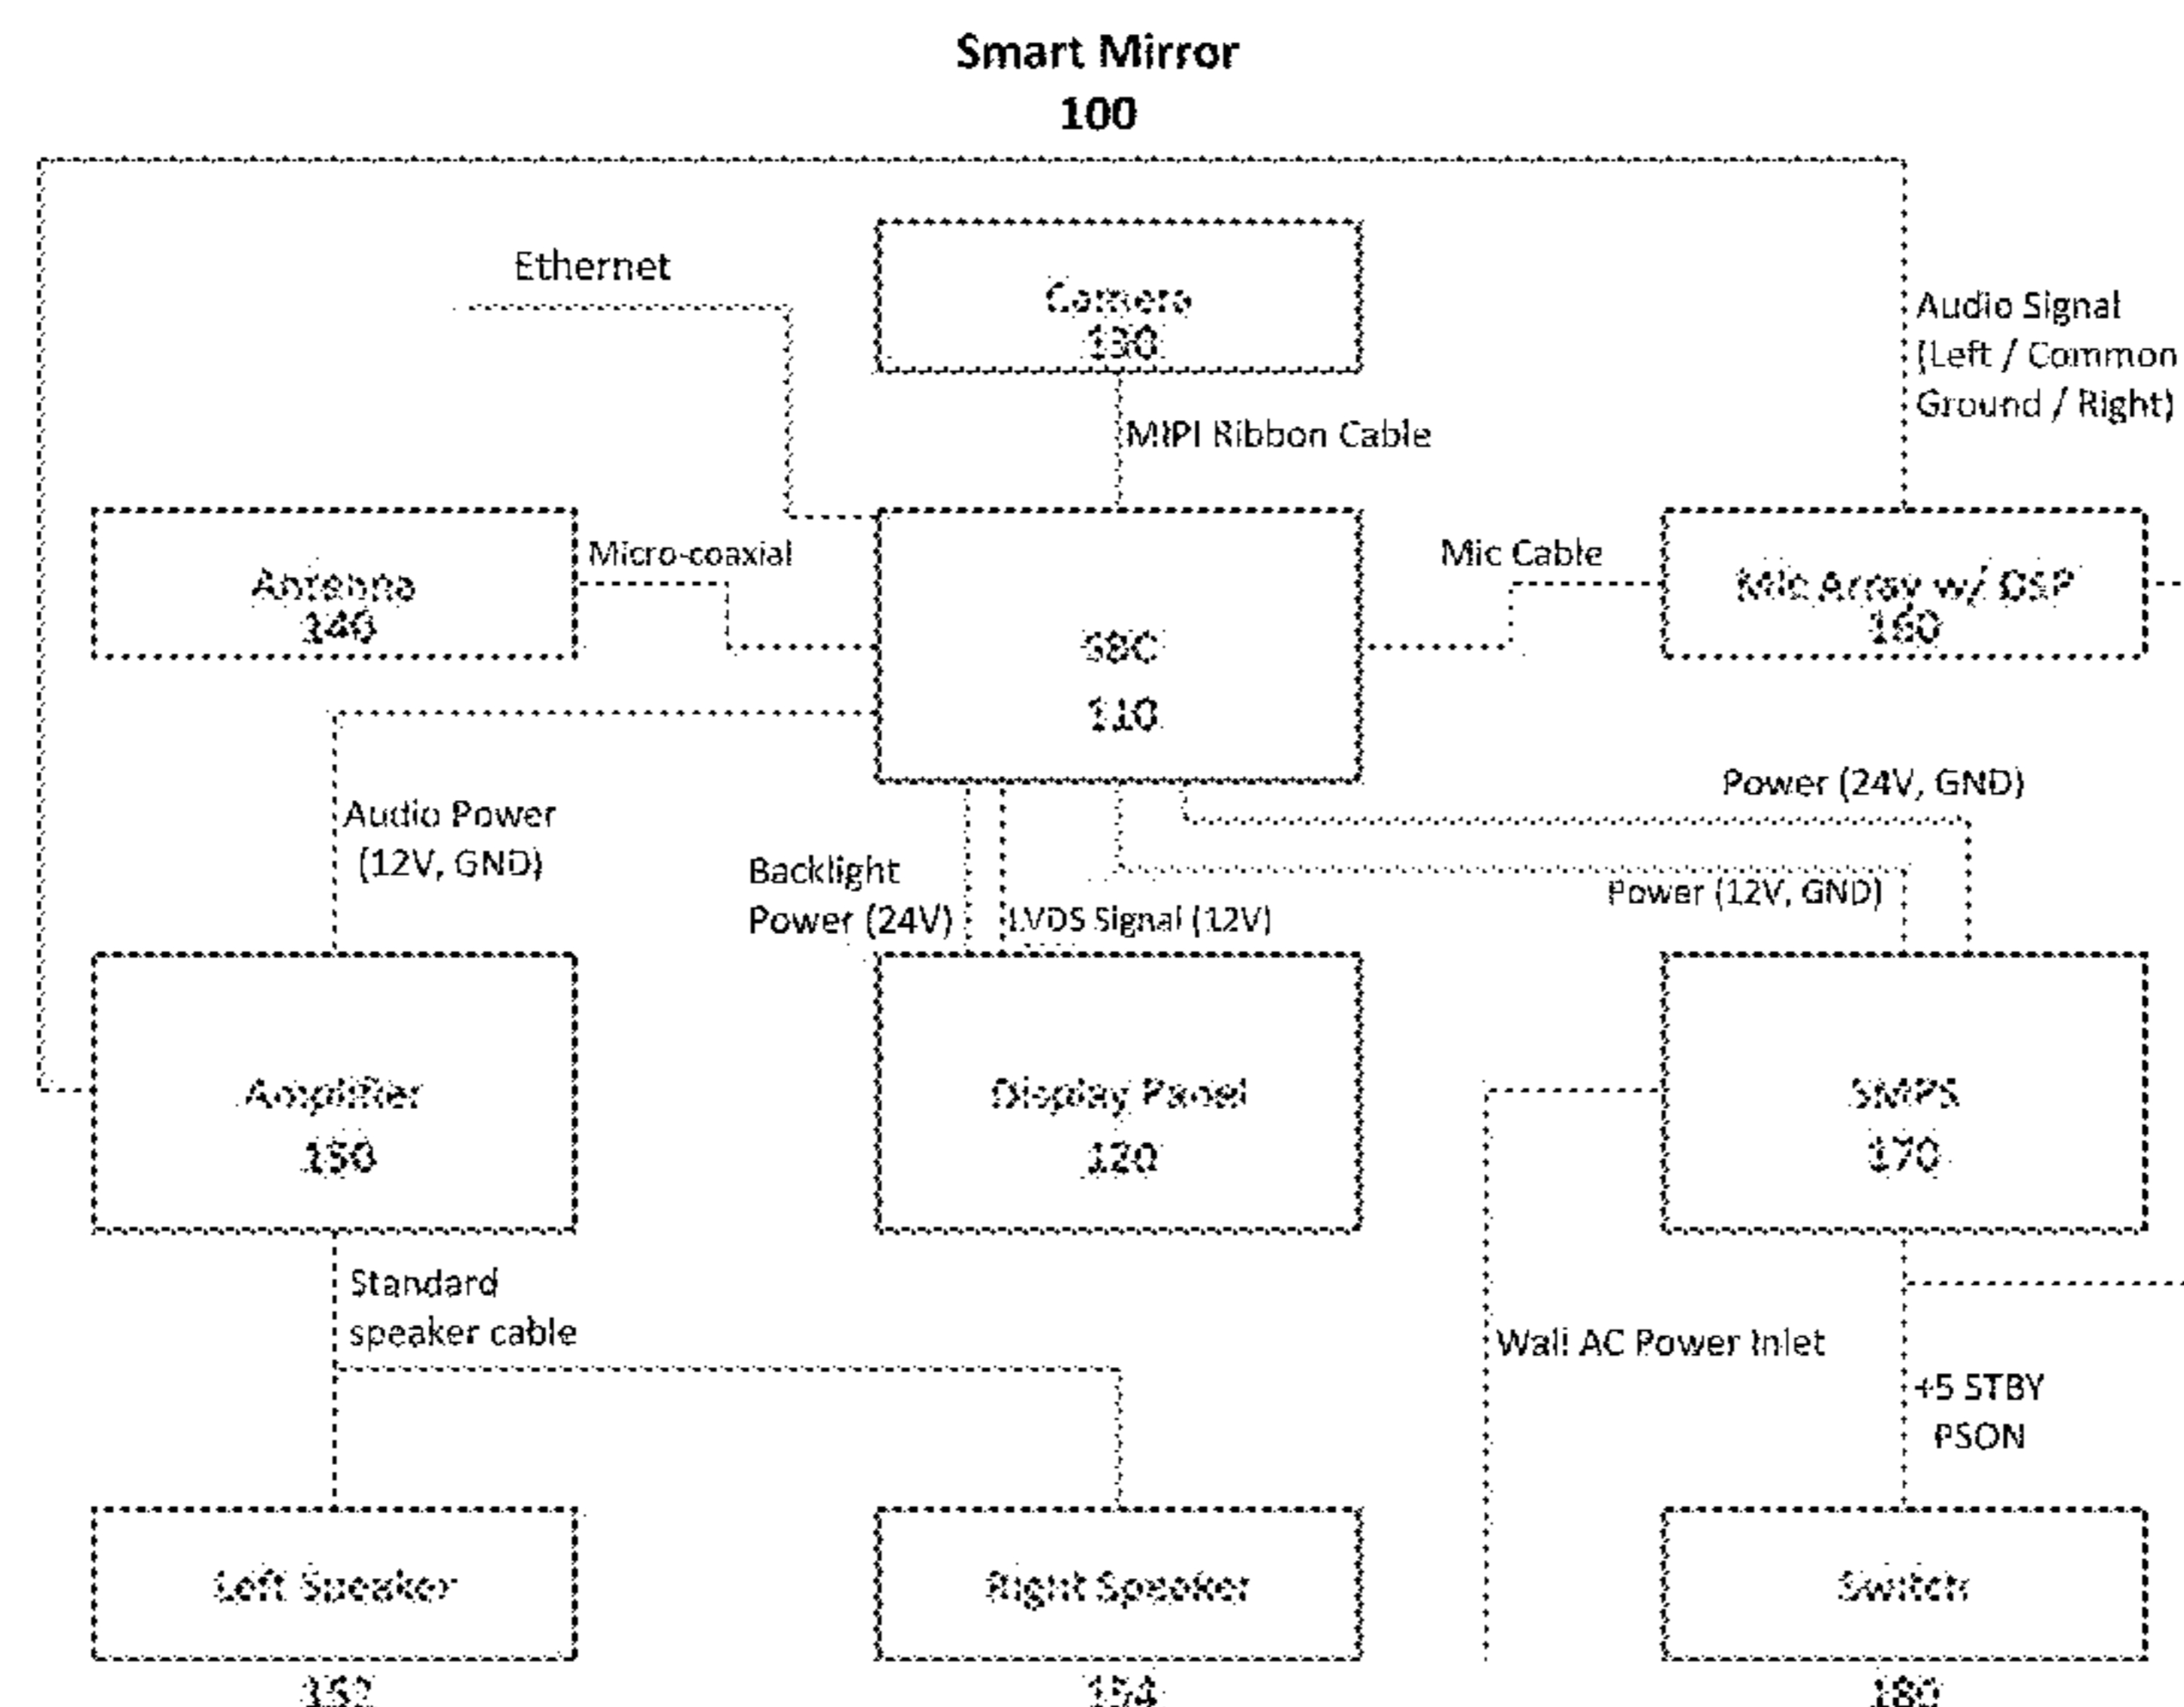 Smart Mirror
100
Ethernet
Camera
130
Audio Signal
(Left / Common
Ground / Right)
MIPI Ribbon Cable
Antenna
140
Micro-coaxial
SBC
110
Mic Cable
Mic Array w/ DSP
160
Audio Power
(12V, GND)
Backlight
Power (24V)
LVDS Signal (12V)
Power (24V, GND)
Power (12V, GND)
Amplifier
150
Display Panel
120
SMPS
170
Standard
speaker cable
Wall AC Power Inlet
+5 STBY
PSON
Left Speaker
152
Right Speaker
154
Switch
180